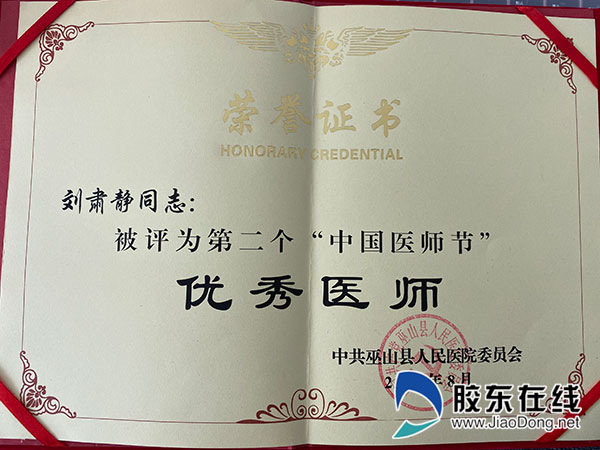 荣誉证书
HONORARY CREDENTIAL
刘肃静同志：
被评为第二个“中国医师节”
优秀医师
中共巫山县人民医院委员会
2 年8月
胶东在线
www.JiaoDong.net